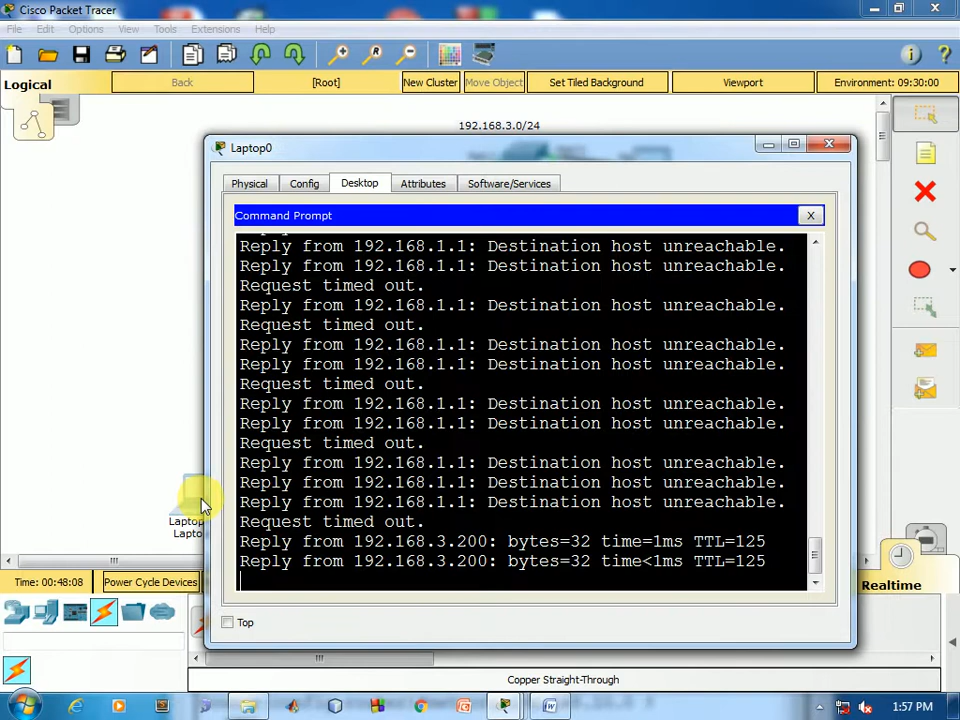 Cisco Packet Tracer
File Edit Options View Tools Extensions Help
Logical
Back
[Root]
New Cluster
Move Object
Set Tiled Background
Viewport
Environment: 09:30:00
192.168.3.0/24
Laptop0
Physical
Config
Desktop
Attributes
Software/Services
Command Prompt
X
Reply from 192.168.1.1: Destination host unreachable.
Reply from 192.168.1.1: Destination host unreachable.
Request timed out.
Reply from 192.168.1.1: Destination host unreachable.
Request timed out.
Reply from 192.168.1.1: Destination host unreachable.
Reply from 192.168.1.1: Destination host unreachable.
Request timed out.
Reply from 192.168.1.1: Destination host unreachable.
Reply from 192.168.1.1: Destination host unreachable.
Request timed out.
Reply from 192.168.1.1: Destination host unreachable.
Reply from 192.168.1.1: Destination host unreachable.
Reply from 192.168.1.1: Destination host unreachable.
Request timed out.
Reply from 192.168.3.200: bytes=32 time=1ms TTL=125
Reply from 192.168.3.200: bytes=32 time<1ms TTL=125
Laptop
Lapto
Top
Time: 00:48:08
Power Cycle Devices
Realtime
Copper Straight-Through
1:57 PM